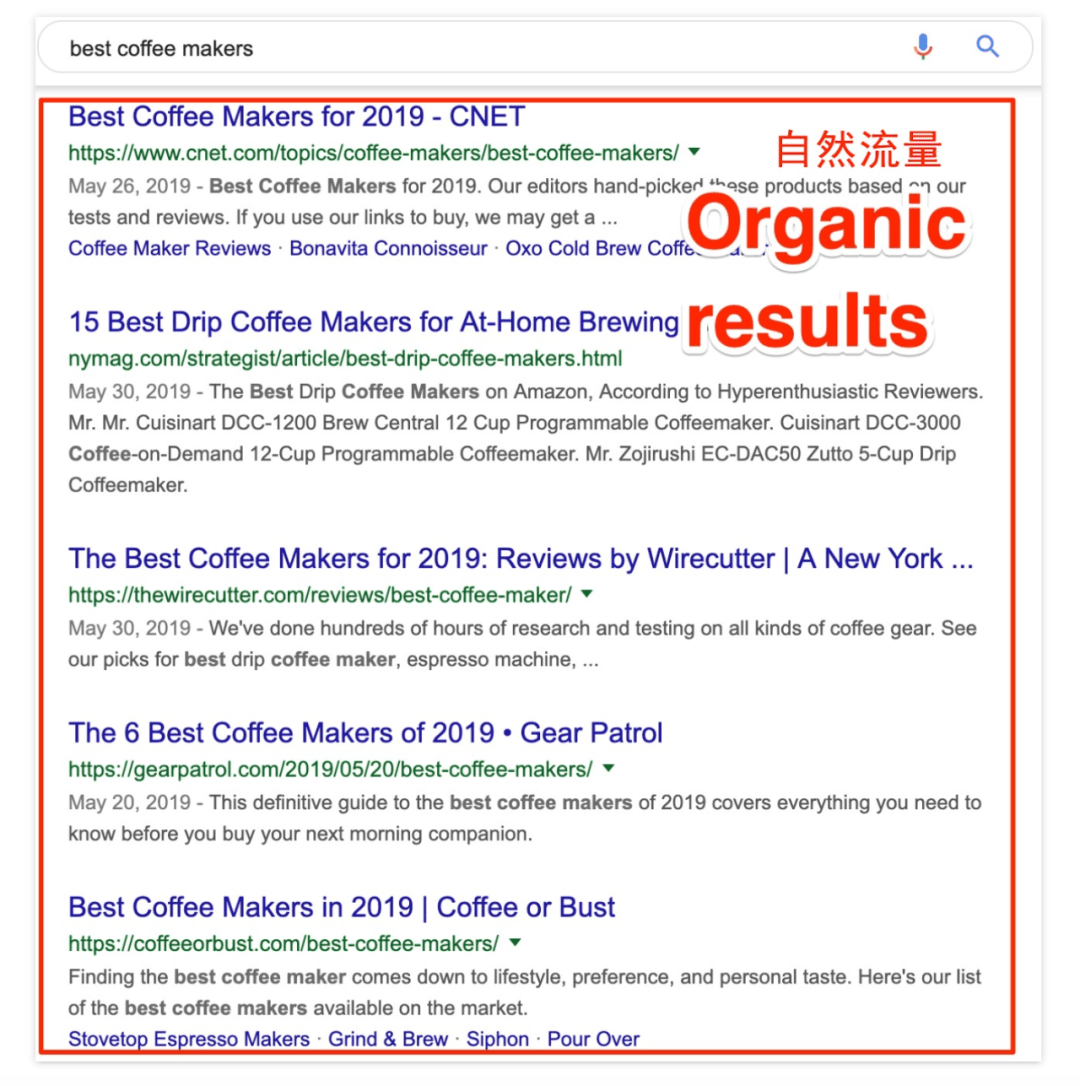 best coffee makers
Best Coffee Makers for 2019 - CNET
https://www.cnet.com/topics/coffee-makers/best-coffee-makers/
自然流量
May 26, 2019 - Best Coffee Makers for 2019. Our editors hand-picked these products based on our
tests and reviews. If you use our links to buy, we may get a ...
Organic
results
Coffee Maker Reviews · Bonavita Connoisseur · Oxo Cold Brew
15 Best Drip Coffee Makers for At-Home Brewing
nymag.com/strategist/article/best-drip-coffee-makers.html
May 30, 2019 - The Best Drip Coffee Makers on Amazon, According to Hyperenthusiastic Reviewers.
Mr. Mr. Cuisinart DCC-1200 Brew Central 12 Cup Programmable Coffeemaker. Cuisinart DCC-3000
Coffee-on-Demand 12-Cup Programmable Coffeemaker. Mr. Zojirushi EC-DAC50 Zutto 5-Cup Drip
Coffeemaker.
The Best Coffee Makers for 2019: Reviews by Wirecutter | A New York ...
https://thewirecutter.com/reviews/best-coffee-maker/
May 30, 2019 - We've done hundreds of hours of research and testing on all kinds of coffee gear. See
our picks for best drip coffee maker, espresso machine, ...
The 6 Best Coffee Makers of 2019 • Gear Patrol
https://gearpatrol.com/2019/05/20/best-coffee-makers/
May 20, 2019 - This definitive guide to the best coffee makers of 2019 covers everything you need to
know before you buy your next morning companion.
Best Coffee Makers in 2019 | Coffee or Bust
https://coffeeorbust.com/best-coffee-makers/
Finding the best coffee maker comes down to lifestyle, preference, and personal taste. Here's our list
of the best coffee makers available on the market.
Stovetop Espresso Makers · Grind & Brew · Siphon · Pour Over